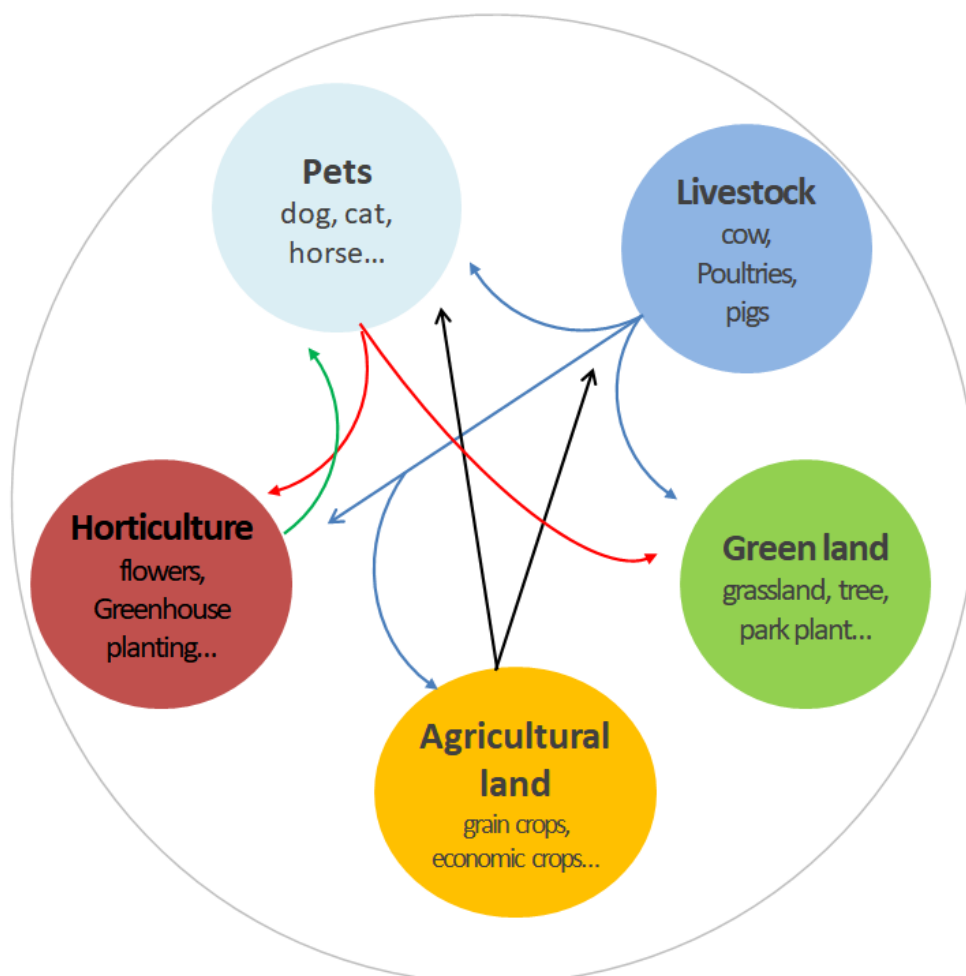 Pets
dog, cat,
horse...
Livestock
cow,
Poultries,
pigs
Horticulture
flowers,
Greenhouse
planting...
Green land
grassland, tree,
park plant...
Agricultural
land
grain crops,
economic crops...